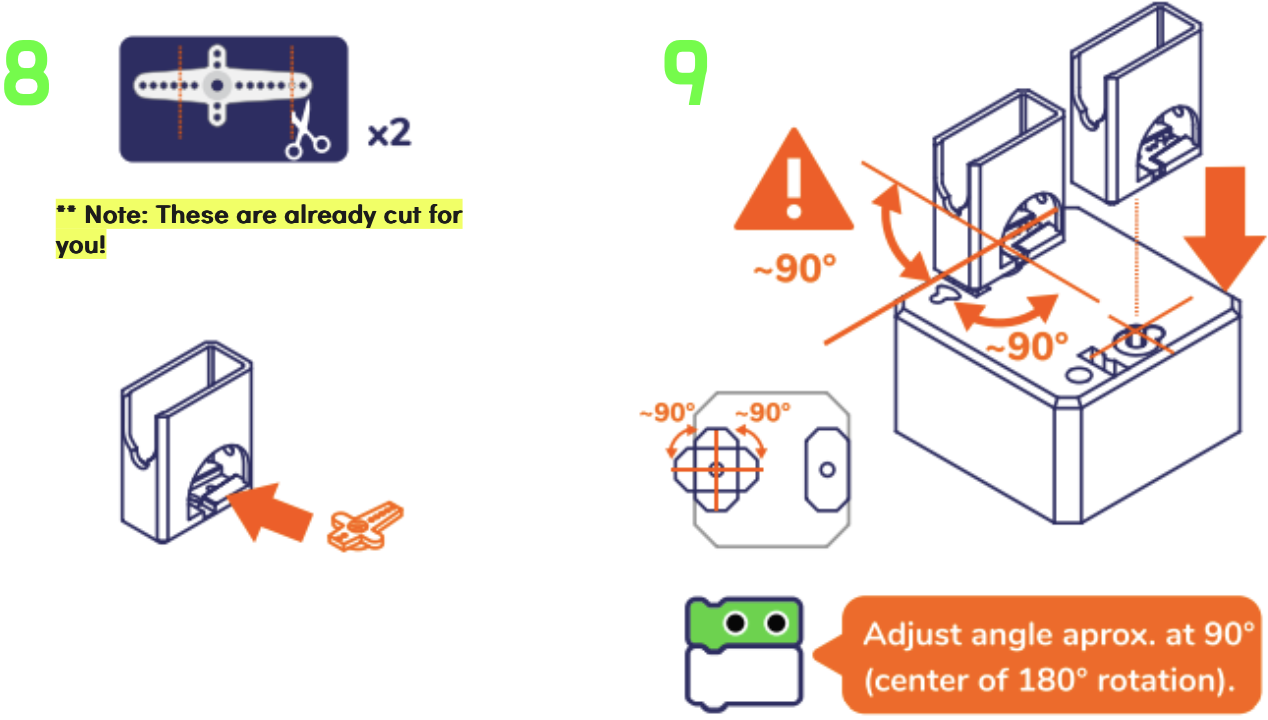 8
x2
** Note: These are already cut for
you!
9
~90°
~90°
~90° ~90°
Adjust angle aprox. at 90°
(center of 180° rotation).